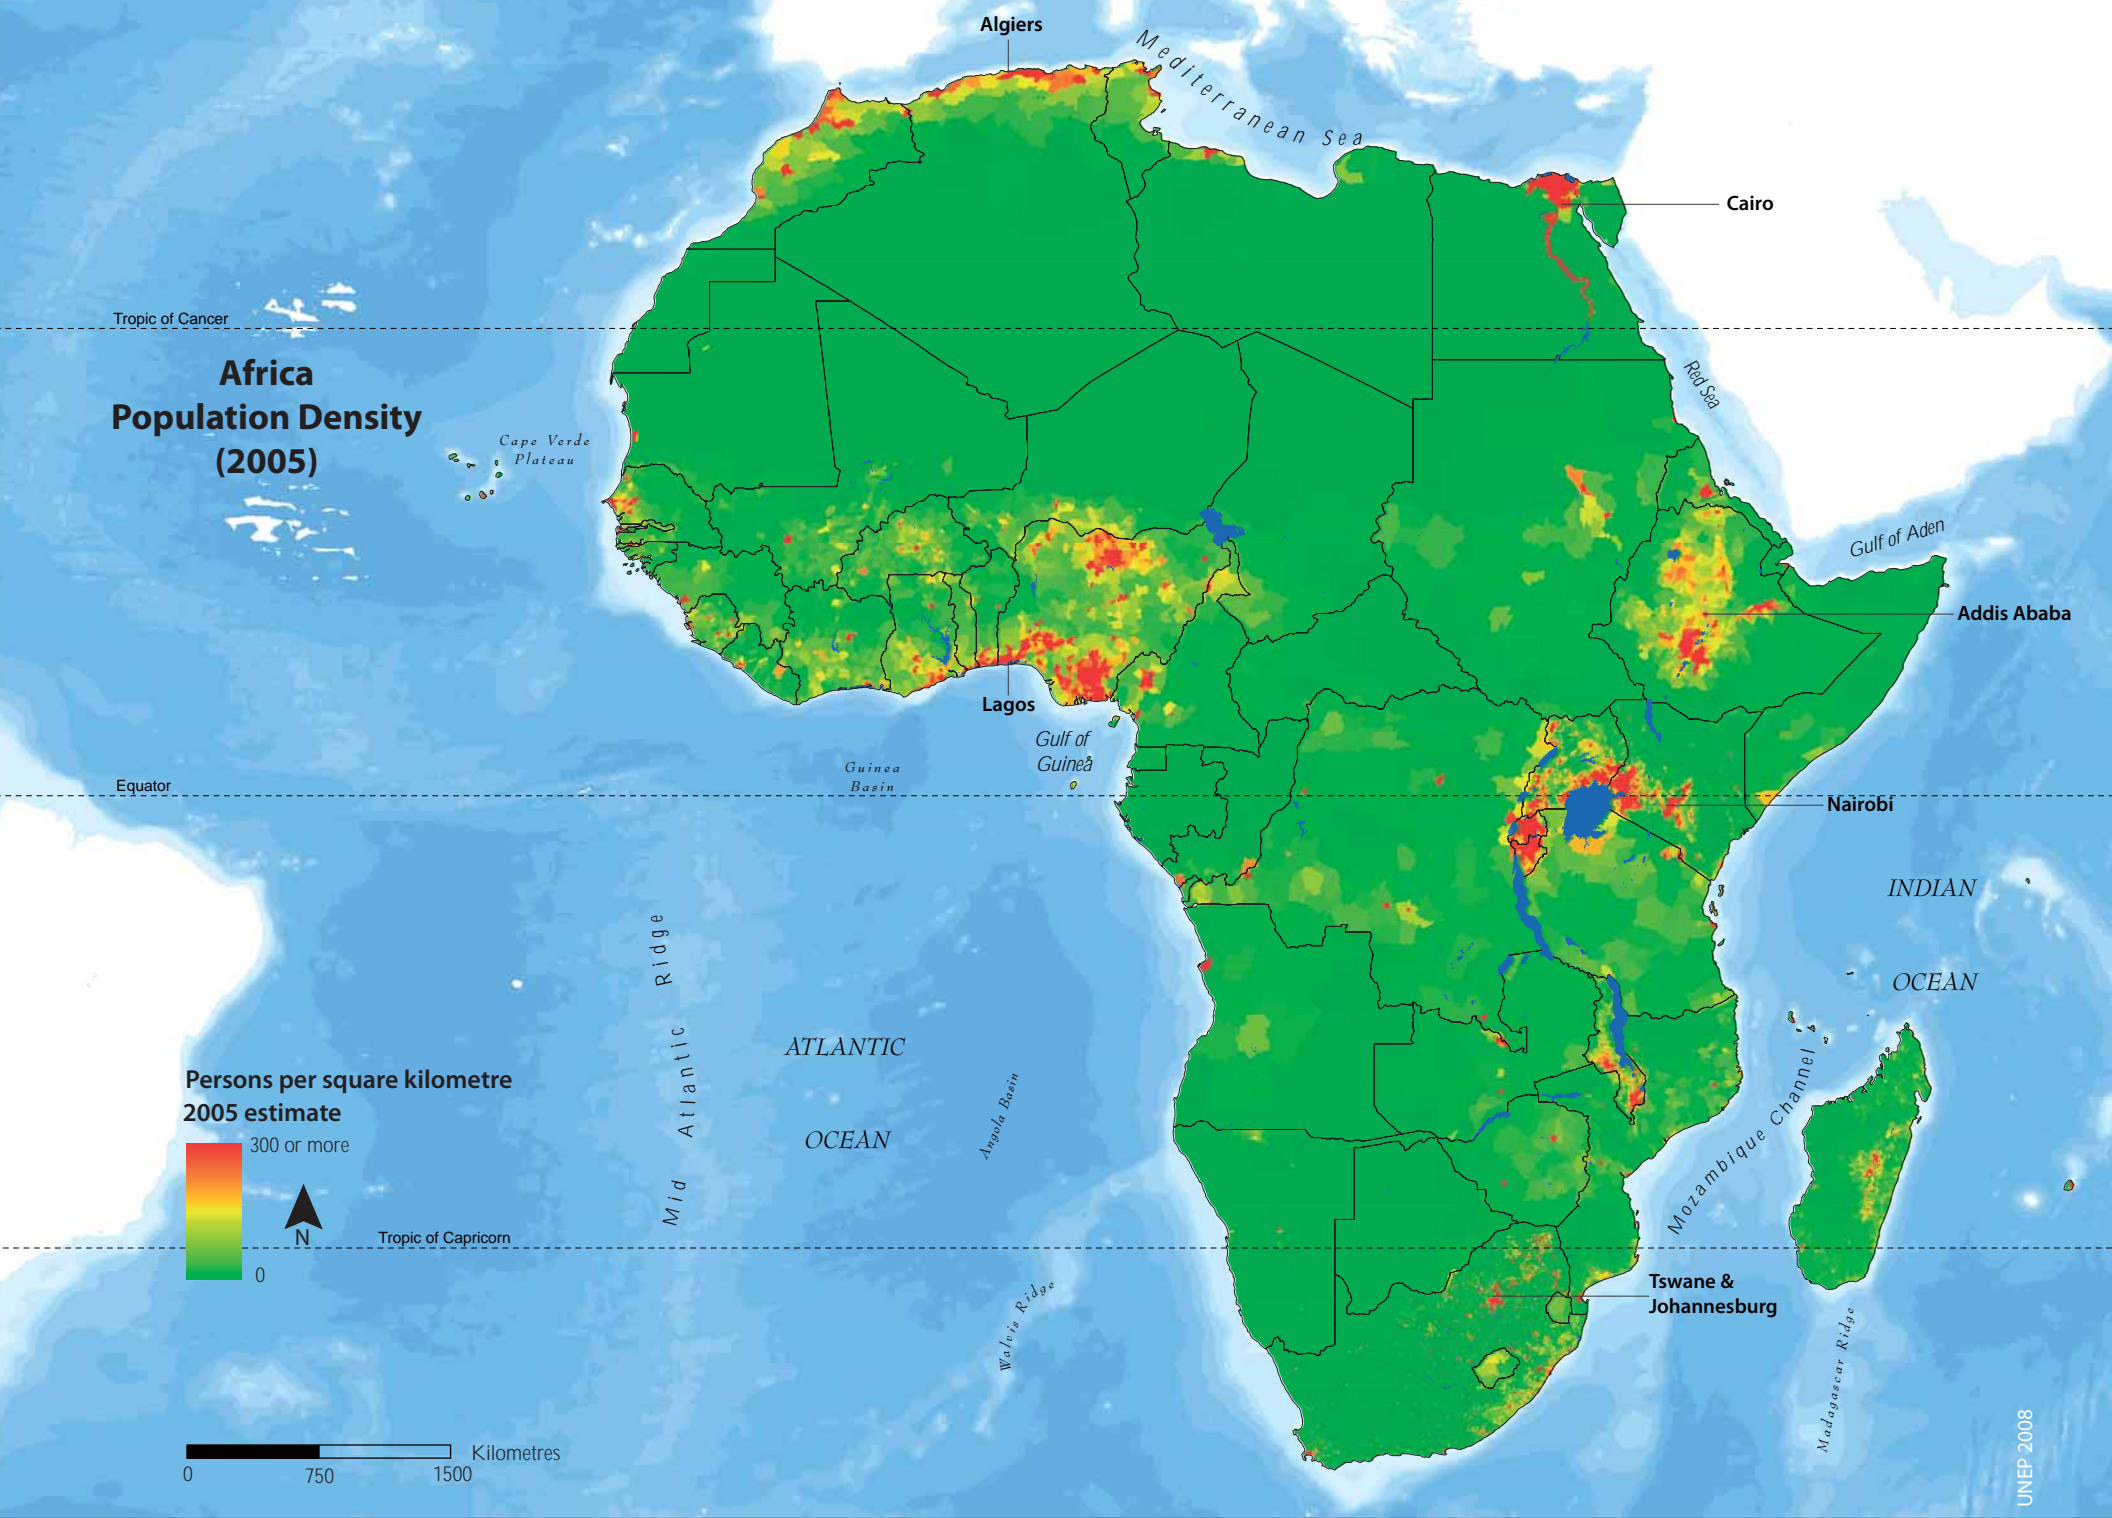 Algiers
Mediterranean Sea
Cairo
Tropic of Cancer
Africa
Population Density
(2005)
Red Sea
Cape Verde
Plateau
Gulf of Aden
Addis Ababa
Lagos
Gulf of
Guinea
Guinea
Basin
Equator
Nairobi
INDIAN
OCEAN
Mid Atlantic Ridge
ATLANTIC
OCEAN
Angola Basin
Mozambique Channel
Persons per square kilometre
2005 estimate
300 or more
0
N
Tropic of Capricorn
Tswane &
Johannesburg
Walvis Ridge
Madagascar Ridge
Kilometres
0
750
1500
UNEP 2008